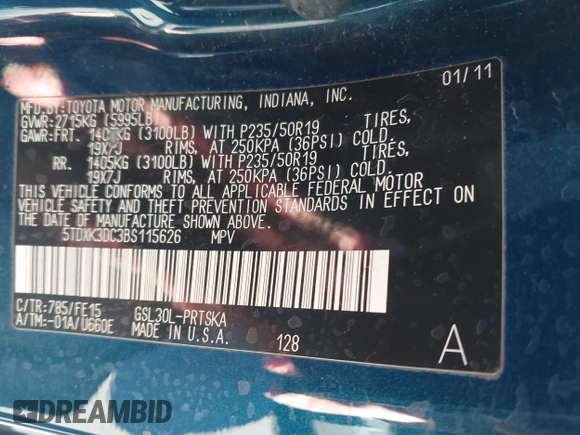 01/11
MFD.BY:TOYOTA MOTOR MANUFACTURING, INDIANA, INC.
GVWR:2715KG (5995LB)
GAWR:FRT. 1405KG (3100LB) WITH P235/50R19 TIRES,
19X7J RIMS, AT 250KPA (36PSI) COLD.
RR. 1405KG (3100LB) WITH P235/50R19 TIRES,
19X7J RIMS, AT 250KPA (36PSI) COLD.
THIS VEHICLE CONFORMS TO ALL APPLICABLE FEDERAL MOTOR
VEHICLE SAFETY AND THEFT PREVENTION STANDARDS IN EFFECT ON
THE DATE OF MANUFACTURE SHOWN ABOVE.
5TDXK3DC3BS115626 MPV
C/TR:785/FE15 GSL30L-PRTSKA
A/TM:-01A/U660E MADE IN U.S.A. 128 A
DREAMBID